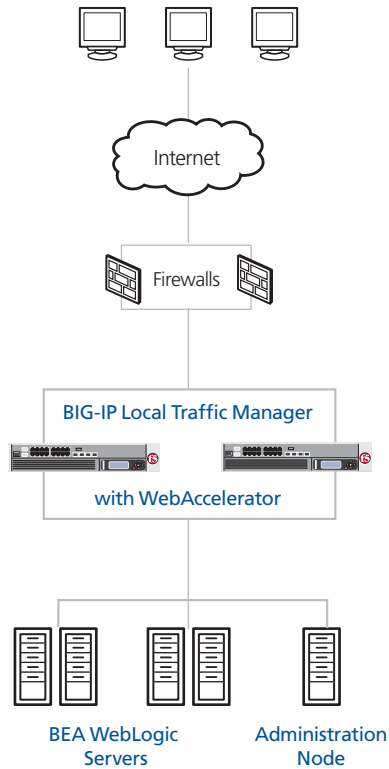 Internet
Firewalls
BIG-IP Local Traffic Manager
with WebAccelerator
BEA WebLogic
Servers
Administration
Node